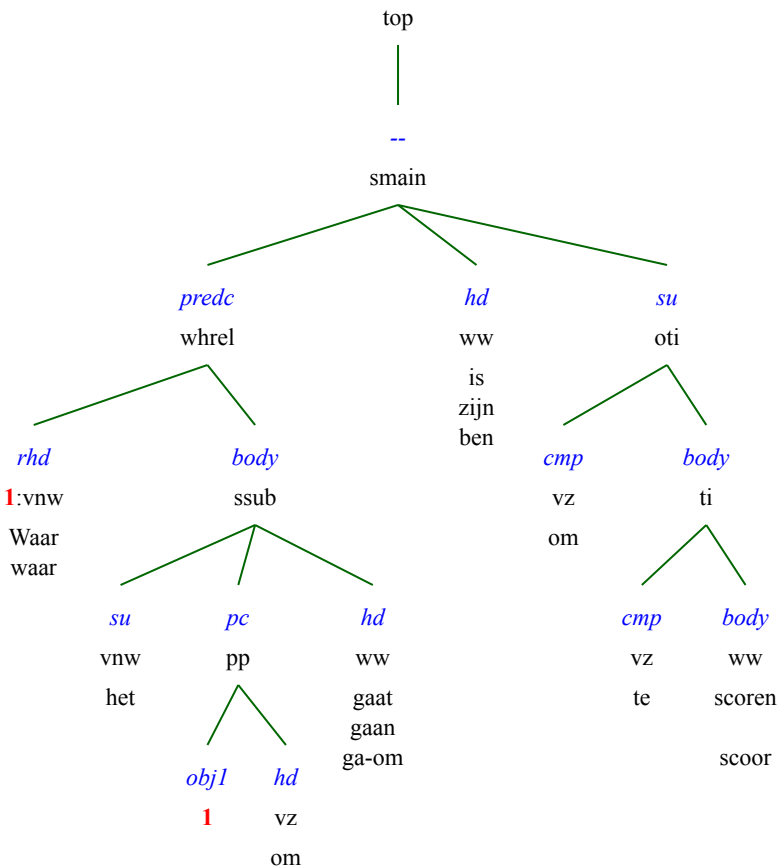 top
--
smain
predc hd su
whrel ww oti
is
zijn
ben
rhd body cmp body
1:vnw ssub vz ti
Waar om
waar
su pc hd cmp body
vnw pp ww vz ww
het gaat te scoren
gaan
ga-om scoor
obj1 hd
1 vz
om